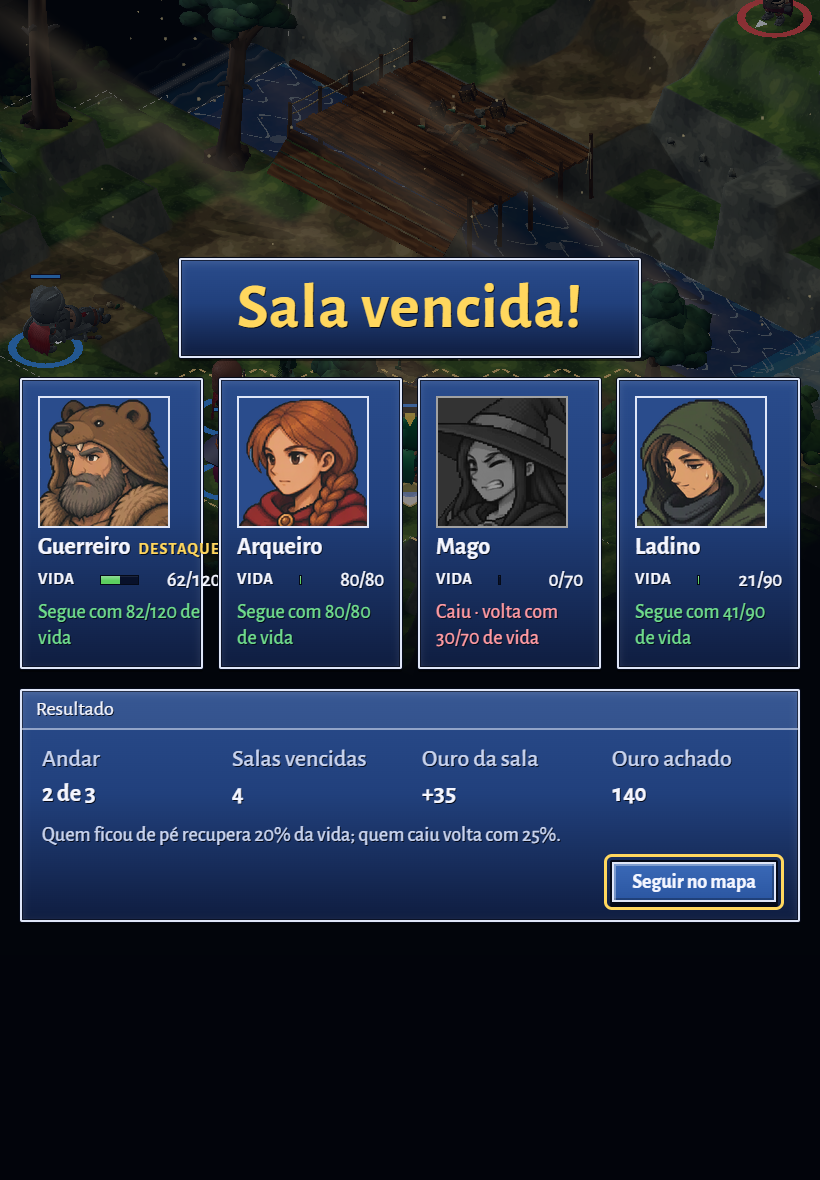 Sala vencida!
Guerreiro DESTAQUE
VIDA 62/120
Segue com 82/120 de
vida
Arqueiro
VIDA 80/80
Segue com 80/80
de vida
Mago
VIDA 0/70
Caiu · volta com
30/70 de vida
Ladino
VIDA 21/90
Segue com 41/90
de vida
Resultado
Andar
2 de 3
Salas vencidas
4
Ouro da sala
+35
Ouro achado
140
Quem ficou de pé recupera 20% da vida; quem caiu volta com 25%.
Seguir no mapa